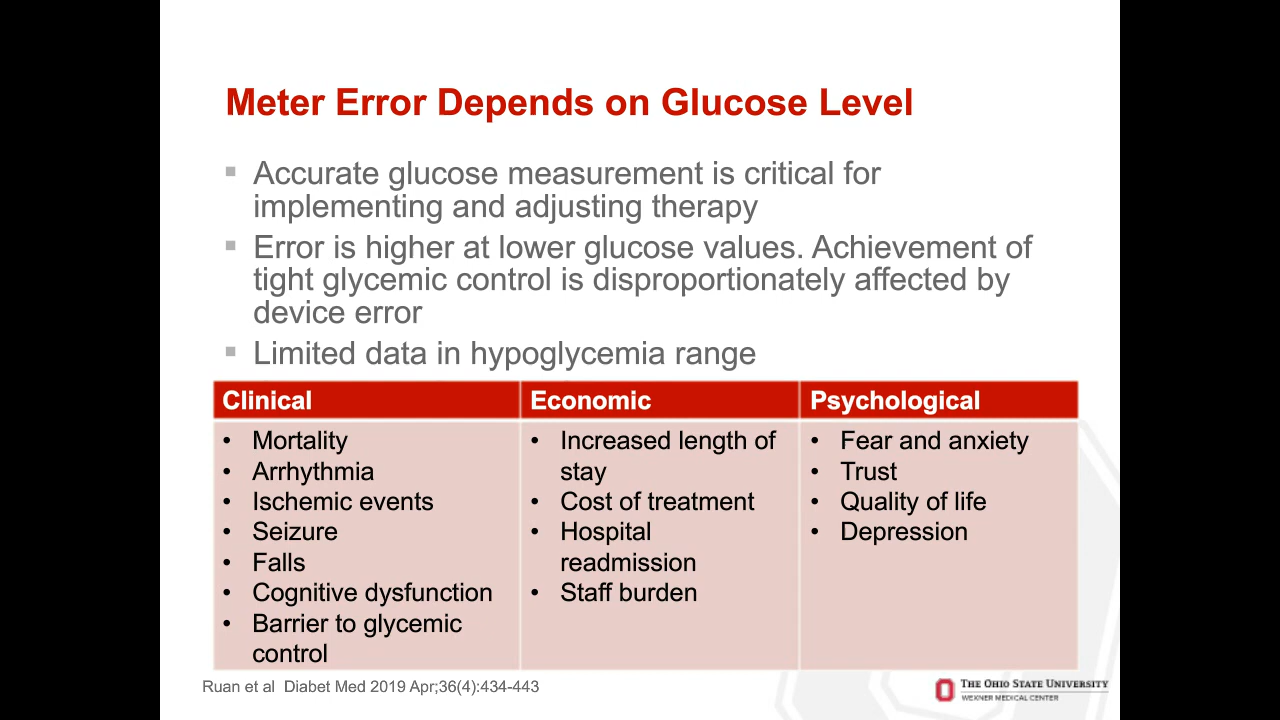 Meter Error Depends on Glucose Level
▪ Accurate glucose measurement is critical for
implementing and adjusting therapy
▪ Error is higher at lower glucose values. Achievement of
tight glycemic control is disproportionately affected by
device error
▪ Limited data in hypoglycemia range
Clinical
• Mortality
• Arrhythmia
• Ischemic events
• Seizure
• Falls
• Cognitive dysfunction
• Barrier to glycemic
control
Economic
• Increased length of
stay
• Cost of treatment
• Hospital
readmission
• Staff burden
Psychological
• Fear and anxiety
• Trust
• Quality of life
• Depression
Ruan et al Diabet Med 2019 Apr;36(4):434-443
THE OHIO STATE UNIVERSITY
WEXNER MEDICAL CENTER